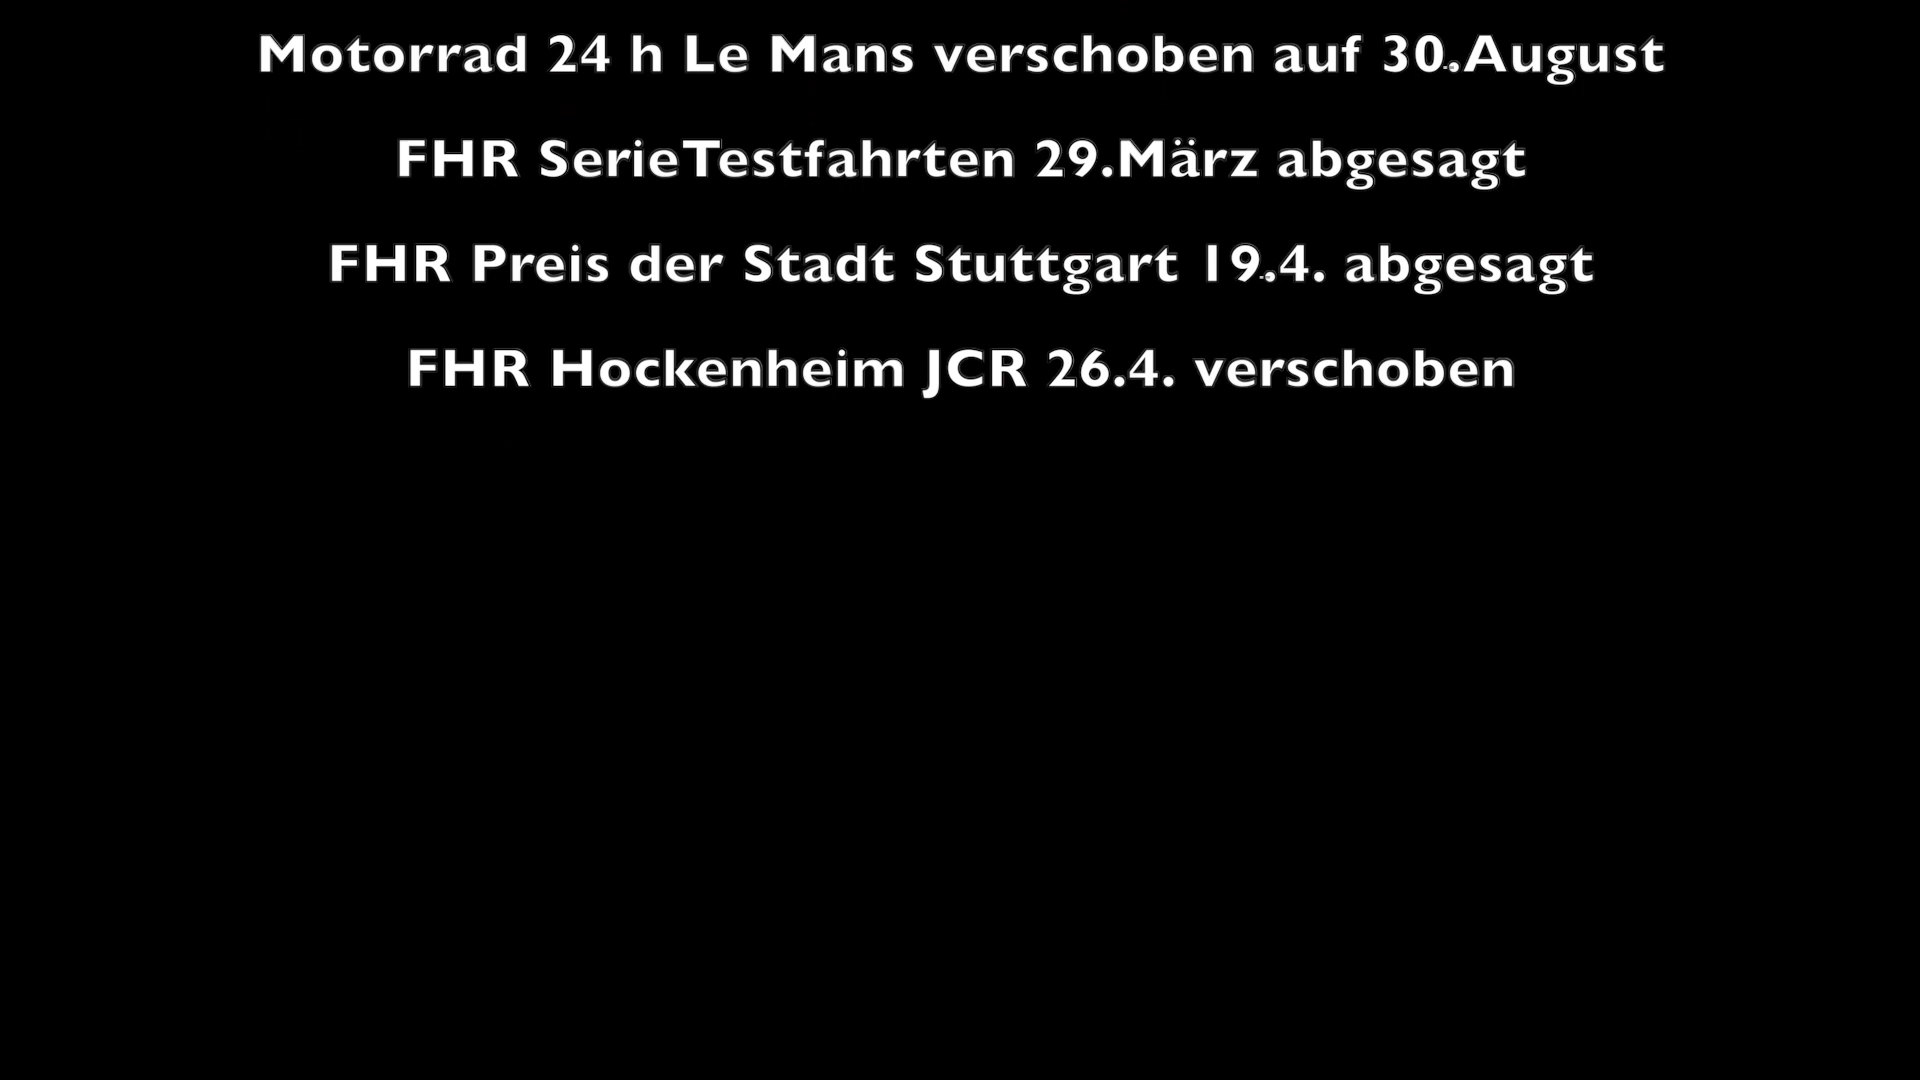 Motorrad 24 h Le Mans verschoben auf 30.August
FHR SerieTestfahrten 29.März abgesagt
FHR Preis der Stadt Stuttgart 19.4. abgesagt
FHR Hockenheim JCR 26.4. verschoben